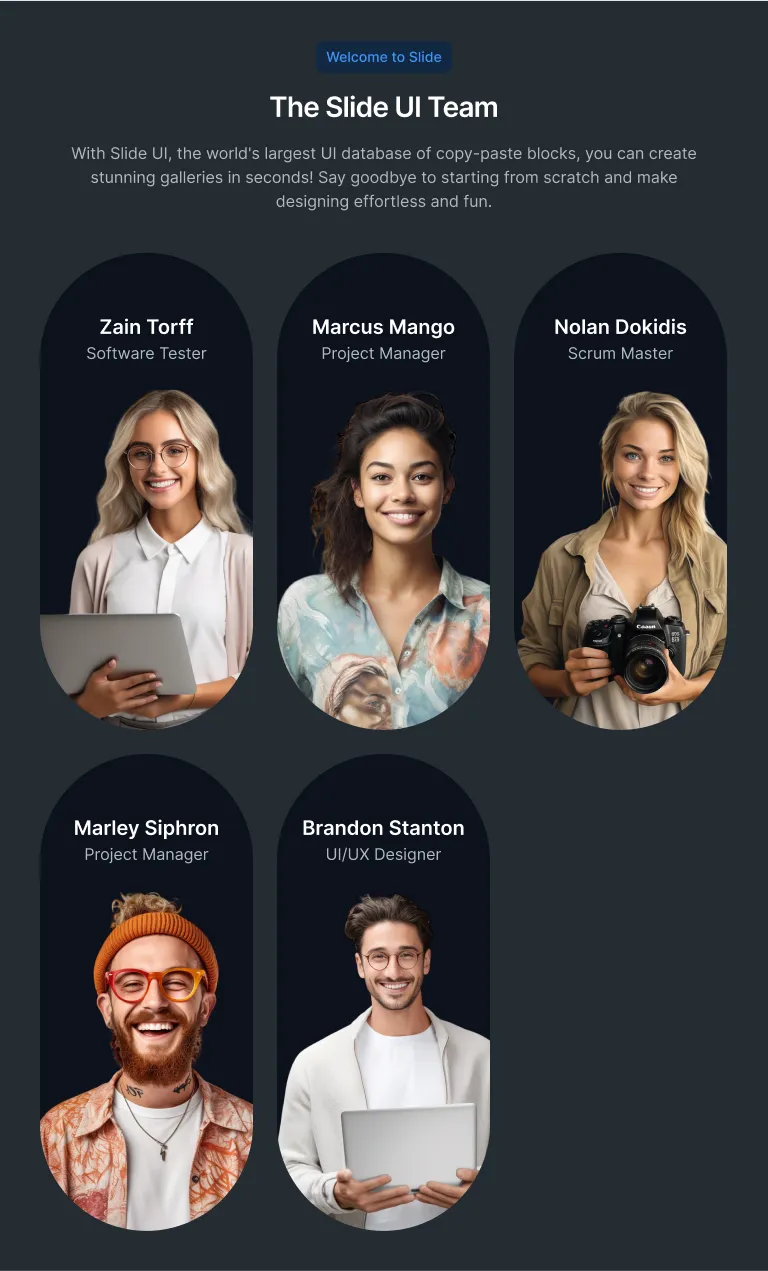 Welcome to Slide
The Slide UI Team
With Slide UI, the world's largest UI database of copy-paste blocks, you can create
stunning galleries in seconds! Say goodbye to starting from scratch and make
designing effortless and fun.
Zain Torff
Software Tester
Marcus Mango
Project Manager
Nolan Dokidis
Scrum Master
Canon
Marley Siphron
Project Manager
Brandon Stanton
UI/UX Designer